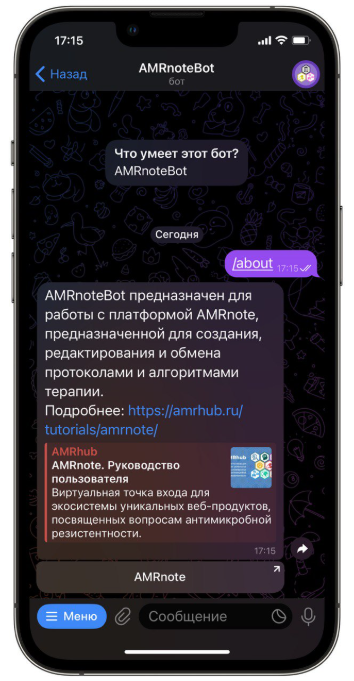 17:15
Назад
AMRnoteBot
бот
Что умеет этот бот?
AMRnoteBot
Сегодня
/about 17:15
AMRnoteBot предназначен для
работы с платформой AMRnote,
предназначенной для создания,
редактирования и обмена
протоколами и алгоритмами
терапии.
Подробнее: https://amrhub.ru/
tutorials/amrnote/
AMRhub
AMRnote. Руководство
пользователя
Виртуальная точка входа для
экосистемы уникальных веб-продуктов,
посвященных вопросам антимикробной
резистентности.
17:15
AMRnote
Меню
Сообщение